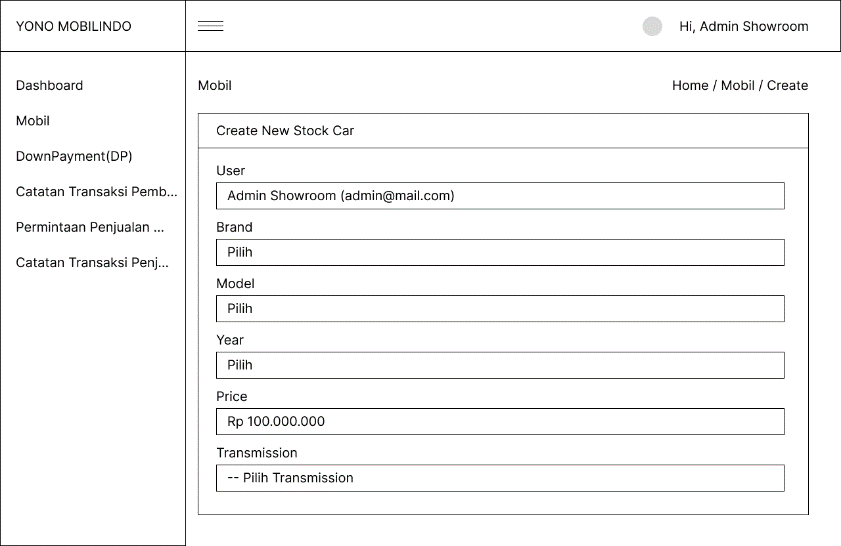 YONO MOBILINDO
Hi, Admin Showroom
Dashboard
Mobil
DownPayment(DP)
Catatan Transaksi Pemb...
Permintaan Penjualan ...
Catatan Transaksi Penj...
Mobil
Home / Mobil / Create
Create New Stock Car
User
Admin Showroom (admin@mail.com)
Brand
Pilih
Model
Pilih
Year
Pilih
Price
Rp 100.000.000
Transmission
-- Pilih Transmission